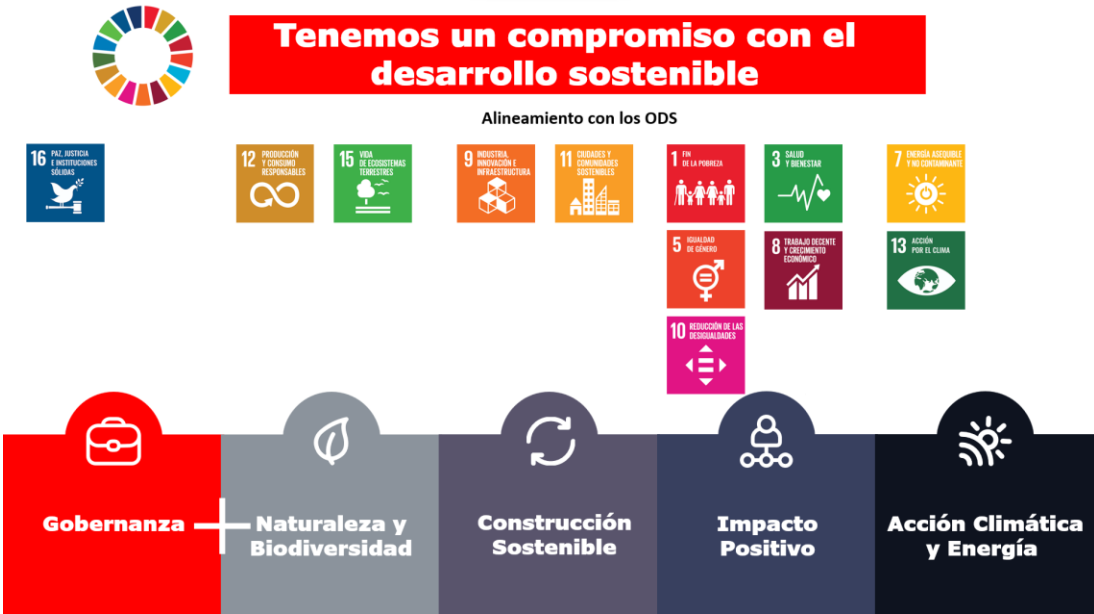 Tenemos un compromiso con el
desarrollo sostenible
Alineamiento con los ODS
16 PAZ, JUSTICIA
E INSTITUCIONES
SÓLIDAS
12 PRODUCCIÓN
Y CONSUMO
RESPONSABLES
15 VIDA
DE ECOSISTEMAS
TERRESTRES
9 INDUSTRIA,
INNOVACIÓN E
INFRAESTRUCTURA
11 CIUDADES Y
COMUNIDADES
SOSTENIBLES
1 FIN
DE LA POBREZA
3 SALUD
Y BIENESTAR
7 ENERGÍA ASEQUIBLE
Y NO CONTAMINANTE
5 IGUALDAD
DE GÉNERO
8 TRABAJO DECENTE
Y CRECIMIENTO
ECONÓMICO
13 ACCIÓN
POR EL CLIMA
10 REDUCCIÓN DE LAS
DESIGUALDADES
Gobernanza
Naturaleza y
Biodiversidad
Construcción
Sostenible
Impacto
Positivo
Acción Climática
y Energía